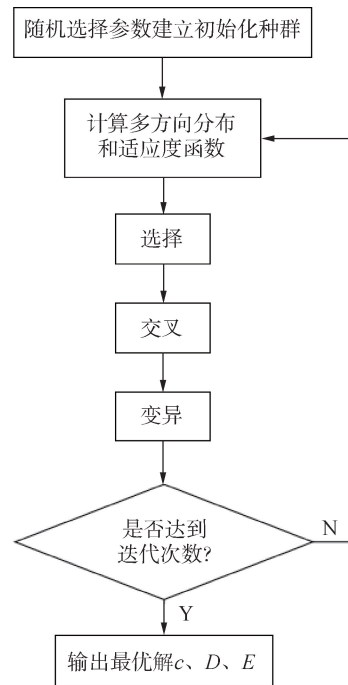 随机选择参数建立初始化种群
计算多方向分布
和适应度函数
选择
交叉
变异
是否达到
迭代次数?
N
Y
输出最优解c、D、E